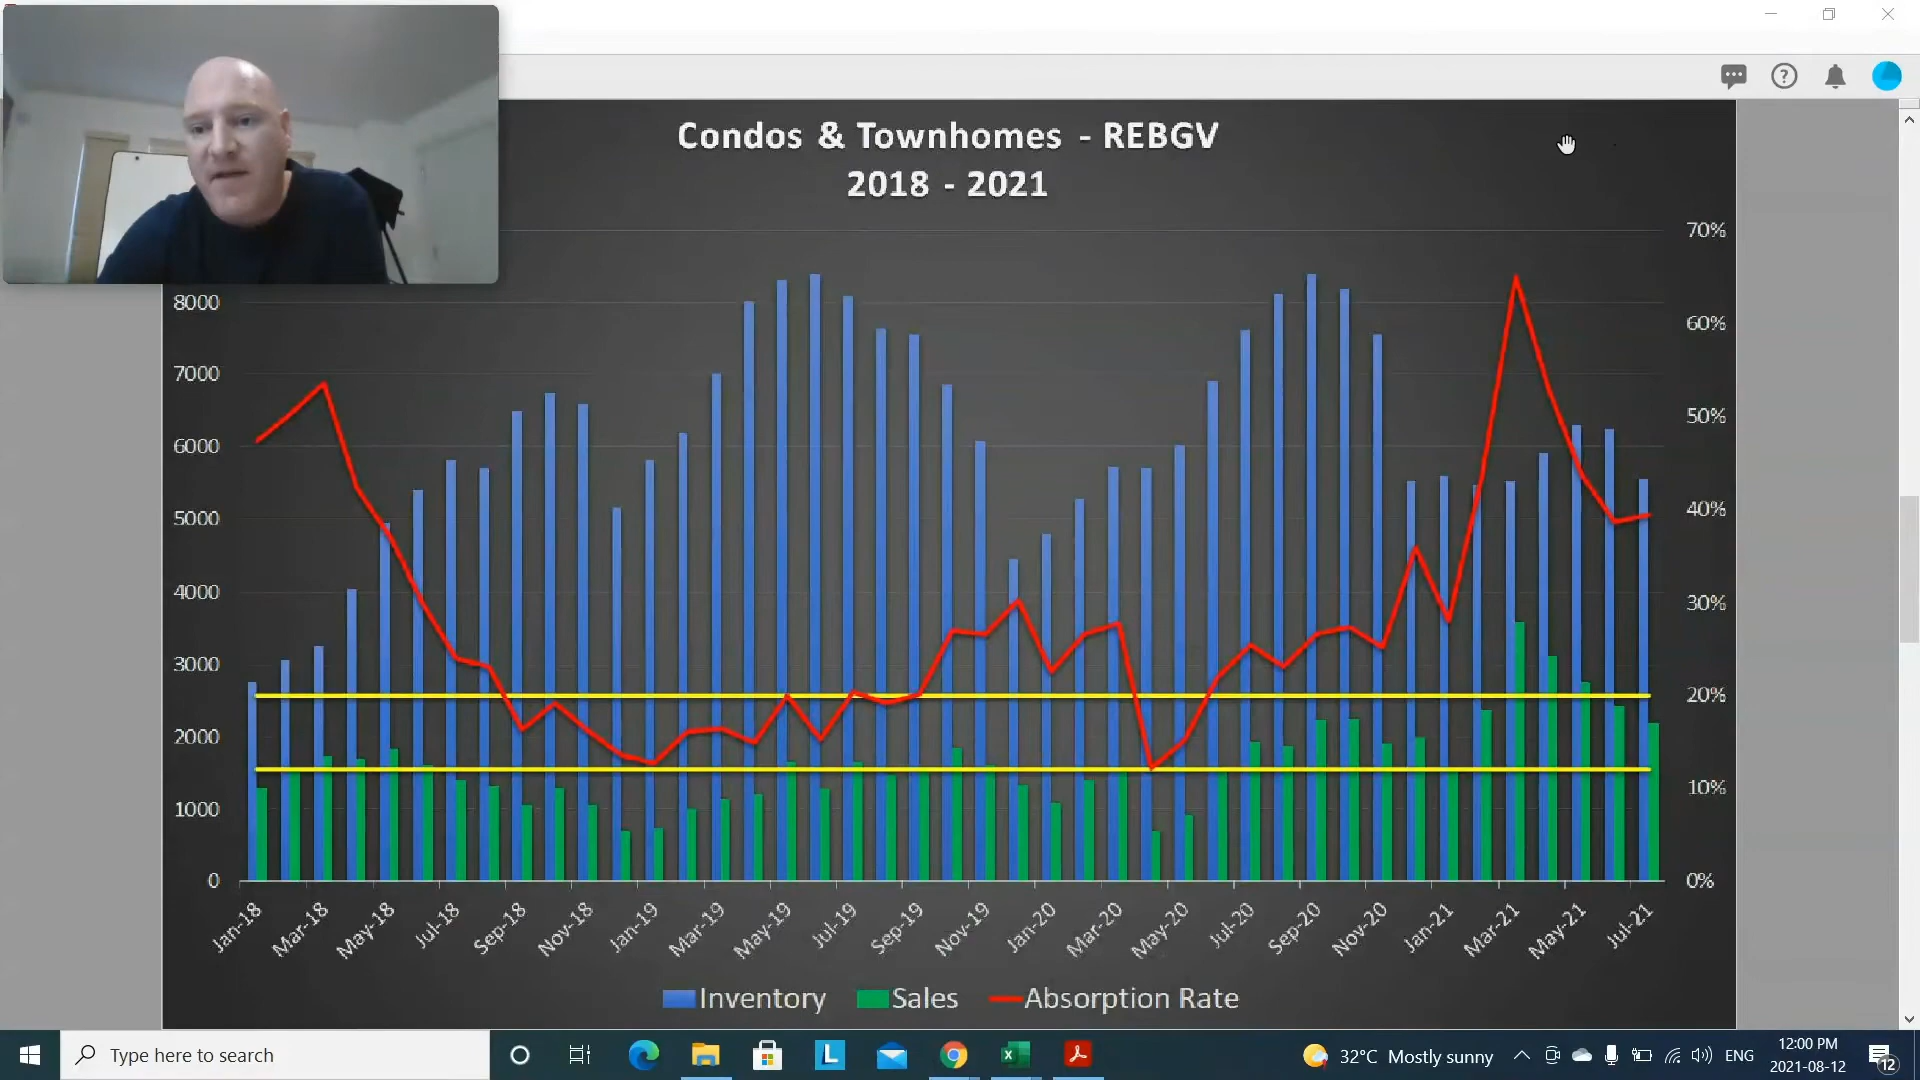 Condos & Townhomes - REBGV
2018 - 2021
70%
60%
50%
40%
30%
20%
10%
0%
8000
7000
6000
5000
4000
3000
2000
1000
0
Jan-18
Mar-18
May-18
Jul-18
Sep-18
Nov-18
Jan-19
Mar-19
May-19
Jul-19
Sep-19
Nov-19
Jan-20
Mar-20
May-20
Jul-20
Sep-20
Nov-20
Jan-21
Mar-21
May-21
Jul-21
Inventory Sales Absorption Rate
Type here to search
L
32°C Mostly sunny
ENG
12:00 PM
2021-08-12
12